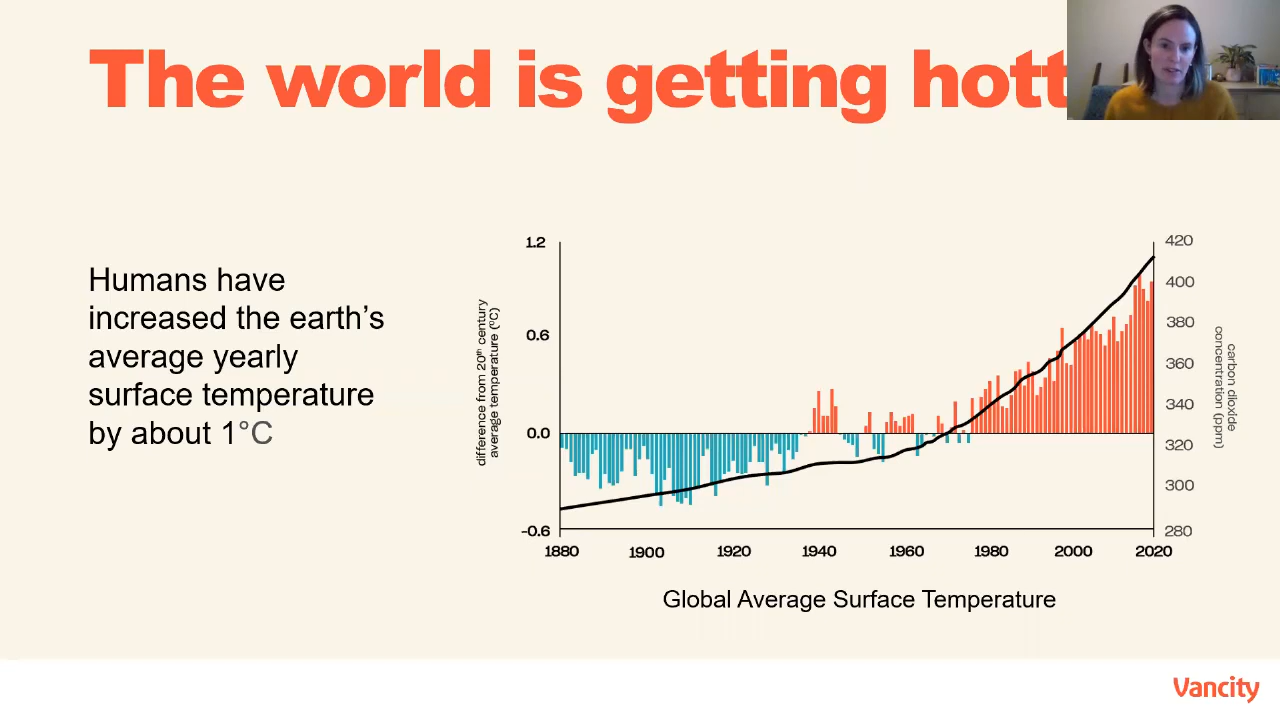 The world is getting hott
Humans have
increased the earth's
average yearly
surface temperature
by about 1°C
difference from 20th century
average temperature (°C)
1.2
0.6
0.0
-0.6
420
400
380
360
340
320
300
280
carbon dioxide
concentration (ppm)
1880 1900 1920 1940 1960 1980 2000 2020
Global Average Surface Temperature
Vancity